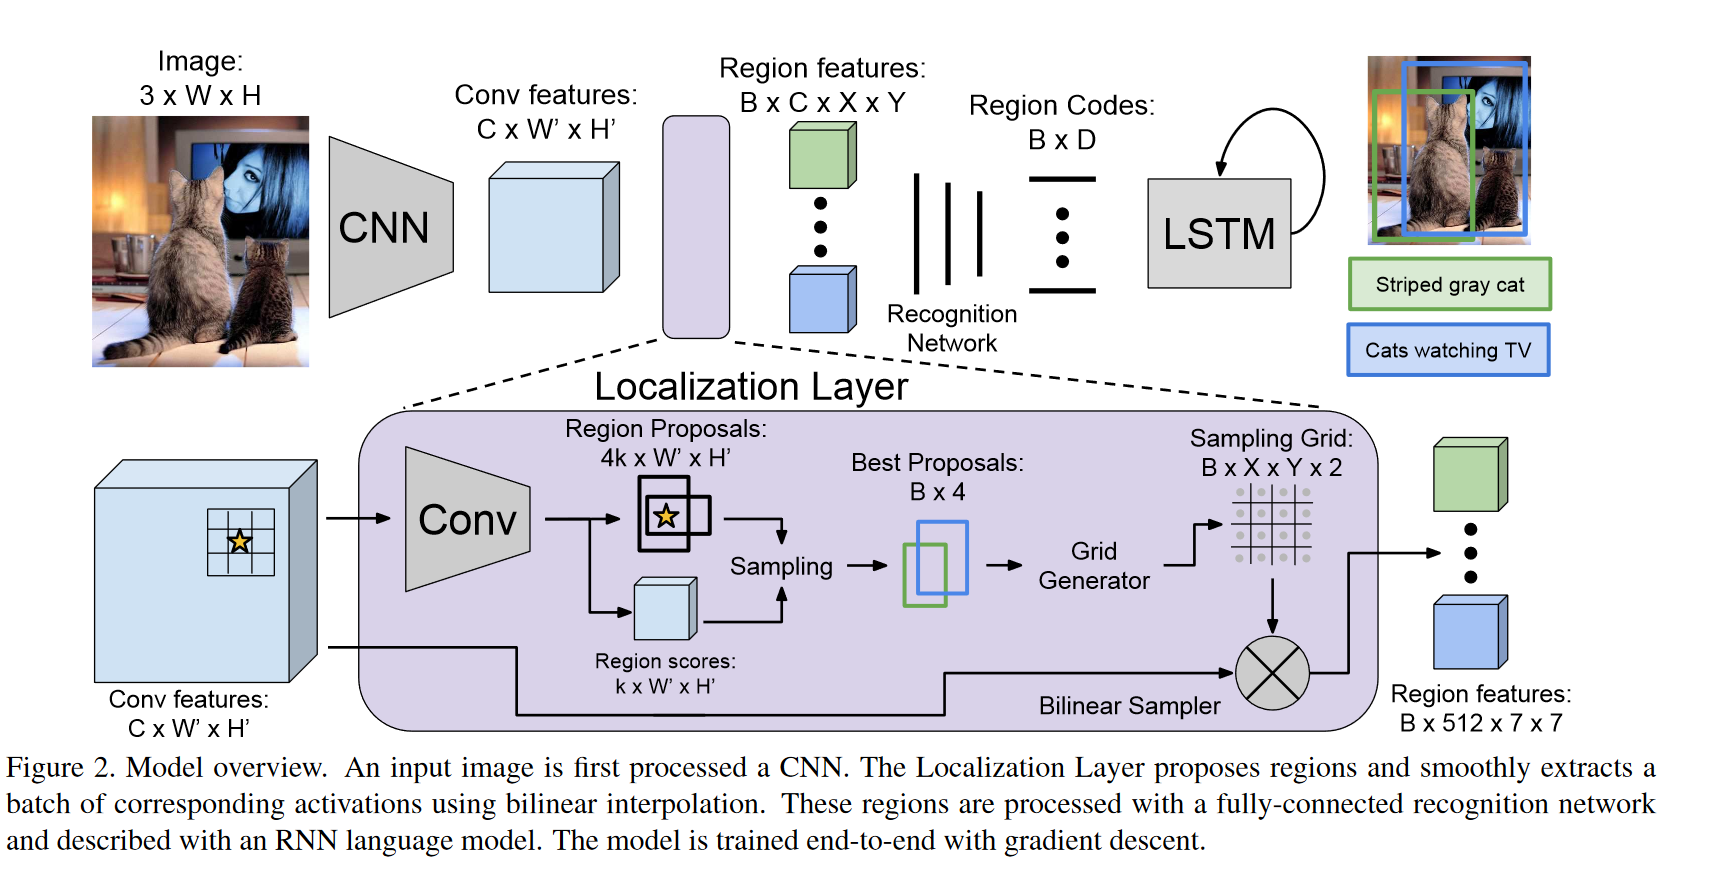 Image:
3 x W x H
CNN
Conv features:
C x W’ x H’
Region features:
B x C x X x Y
Recognition
Network
Region Codes:
B x D
LSTM
Striped gray cat
Cats watching TV
Localization Layer
Conv features:
C x W’ x H’
Conv
Region Proposals:
4k x W’ x H’
Region scores:
k x W’ x H’
Sampling
Best Proposals:
B x 4
Grid
Generator
Sampling Grid:
B x X x Y x 2
Bilinear Sampler
Region features:
B x 512 x 7 x 7
Figure 2. Model overview. An input image is first processed a CNN. The Localization Layer proposes regions and smoothly extracts a
batch of corresponding activations using bilinear interpolation. These regions are processed with a fully-connected recognition network
and described with an RNN language model. The model is trained end-to-end with gradient descent.